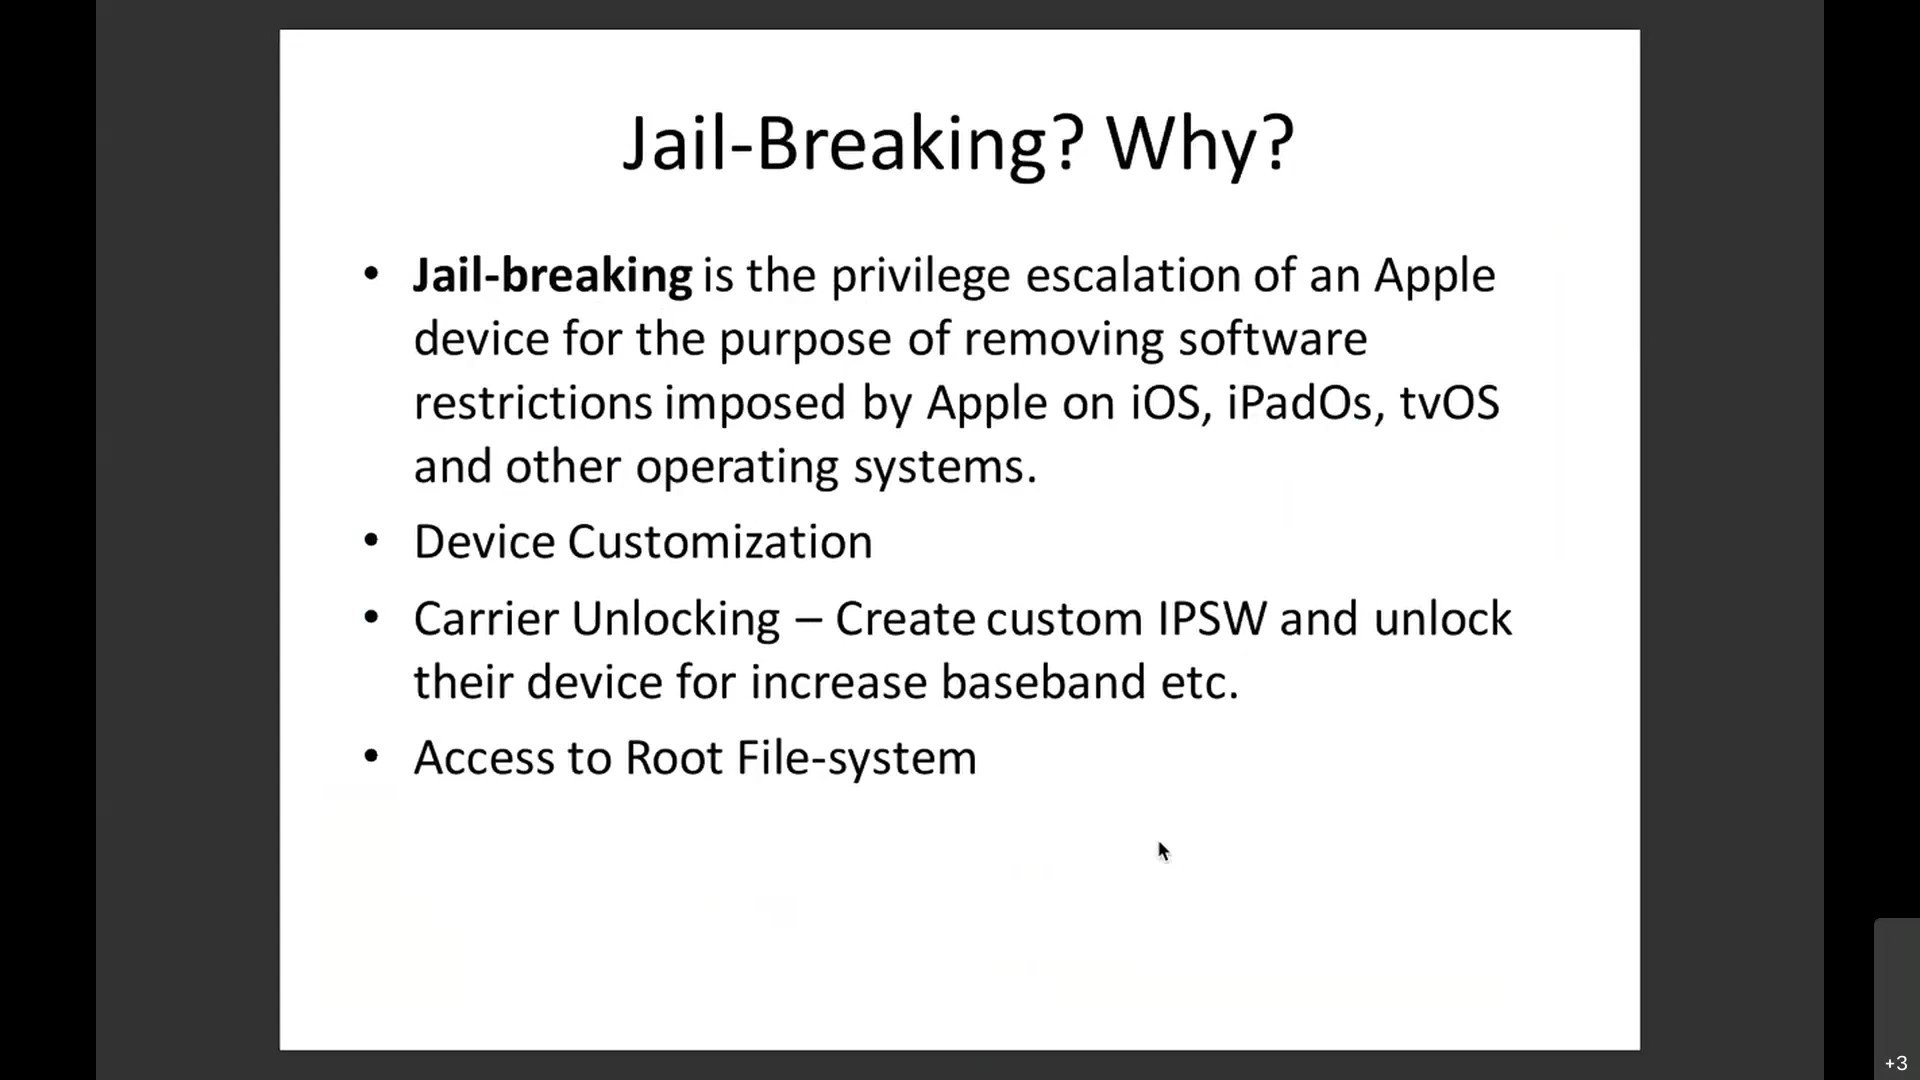 Jail-Breaking? Why?
• Jail-breaking is the privilege escalation of an Apple
device for the purpose of removing software
restrictions imposed by Apple on iOS, iPadOs, tvOS
and other operating systems.
• Device Customization
• Carrier Unlocking – Create custom IPSW and unlock
their device for increase baseband etc.
• Access to Root File-system
+3